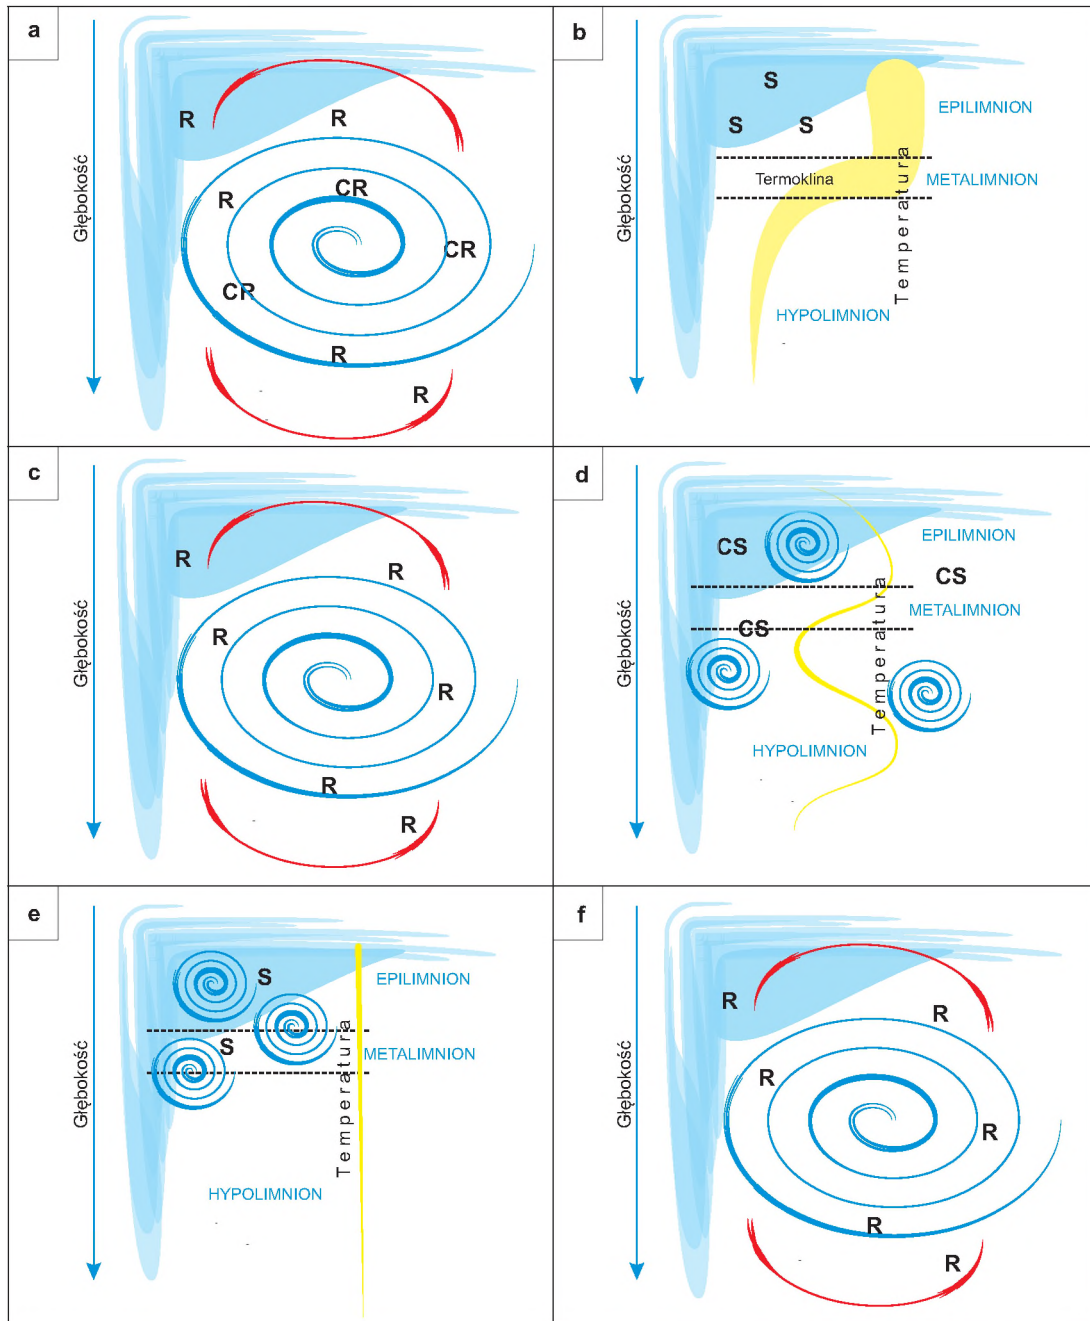 a
R
R
R
CR
CR
CR
R
R
Głębokość
b
S
S
S
EPILIMNION
Termoklina
METALIMNION
HYPOLIMNION
Temperatura
Głębokość
c
R
R
R
R
R
R
Głębokość
d
CS
EPILIMNION
CS
METALIMNION
CS
HYPOLIMNION
Temperatura
Głębokość
e
S
EPILIMNION
S
METALIMNION
HYPOLIMNION
Temperatura
Głębokość
f
R
R
R
R
R
R
Głębokość